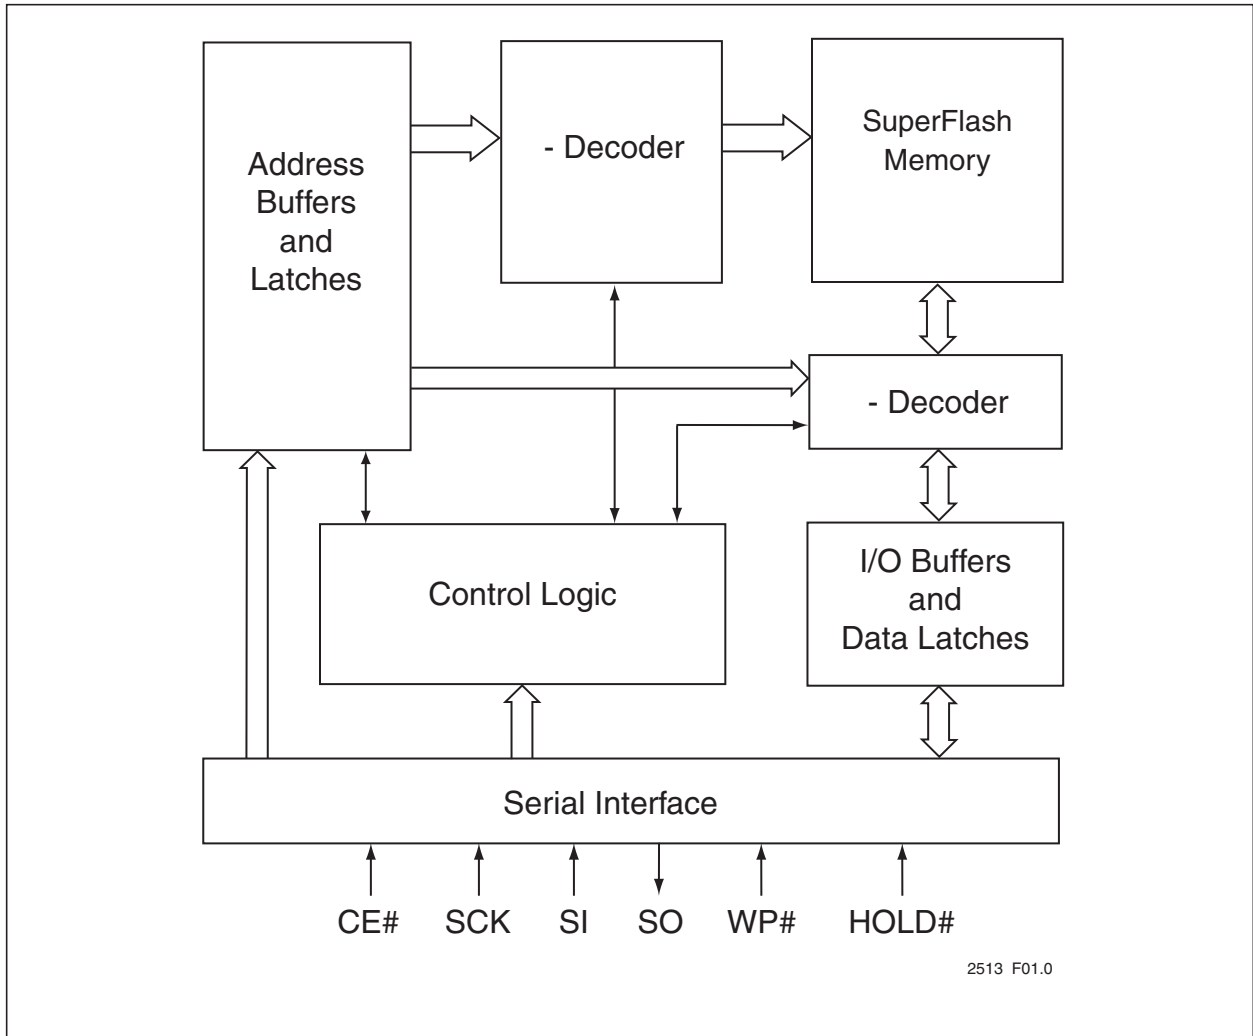 Address
Buffers
and
Latches
- Decoder
SuperFlash
Memory
- Decoder
Control Logic
I/O Buffers
and
Data Latches
Serial Interface
CE#
SCK
SI
SO
WP#
HOLD#
2513 F01.0